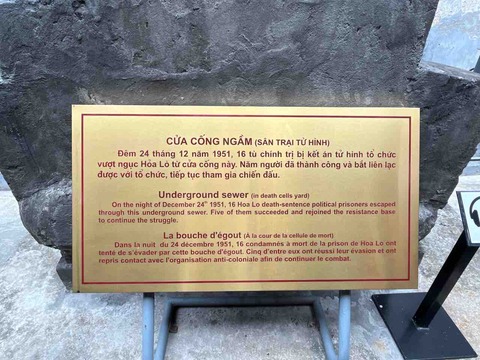 CỬA CỐNG NGẦM (SÂN TRẠI TỬ HÌNH)
Đêm 24 tháng 12 năm 1951, 16 tù chính trị bị kết án tử hình tổ chức
vượt ngục Hỏa Lò từ cửa cống này. Năm người đã thành công và bắt liên lạc
được với tổ chức, tiếp tục tham gia chiến đấu.
Underground sewer (in death cells yard)
On the night of December 24th 1951, 16 Hoa Lo death-sentence political prisoners escaped
through this underground sewer. Five of them succeeded and rejoined the resistance base
to continue the struggle.
La bouche d'égout (À la cour de la cellule de mort)
Dans la nuit du 24 décembre 1951, 16 condamnés à mort de la prison de Hoa Lo ont
tenté de s'évader par cette bouche d'égout. Cinq d'entre eux ont réussi leur évasion et ont
repris contact avec l'organisation anti-coloniale afin de continuer le combat.